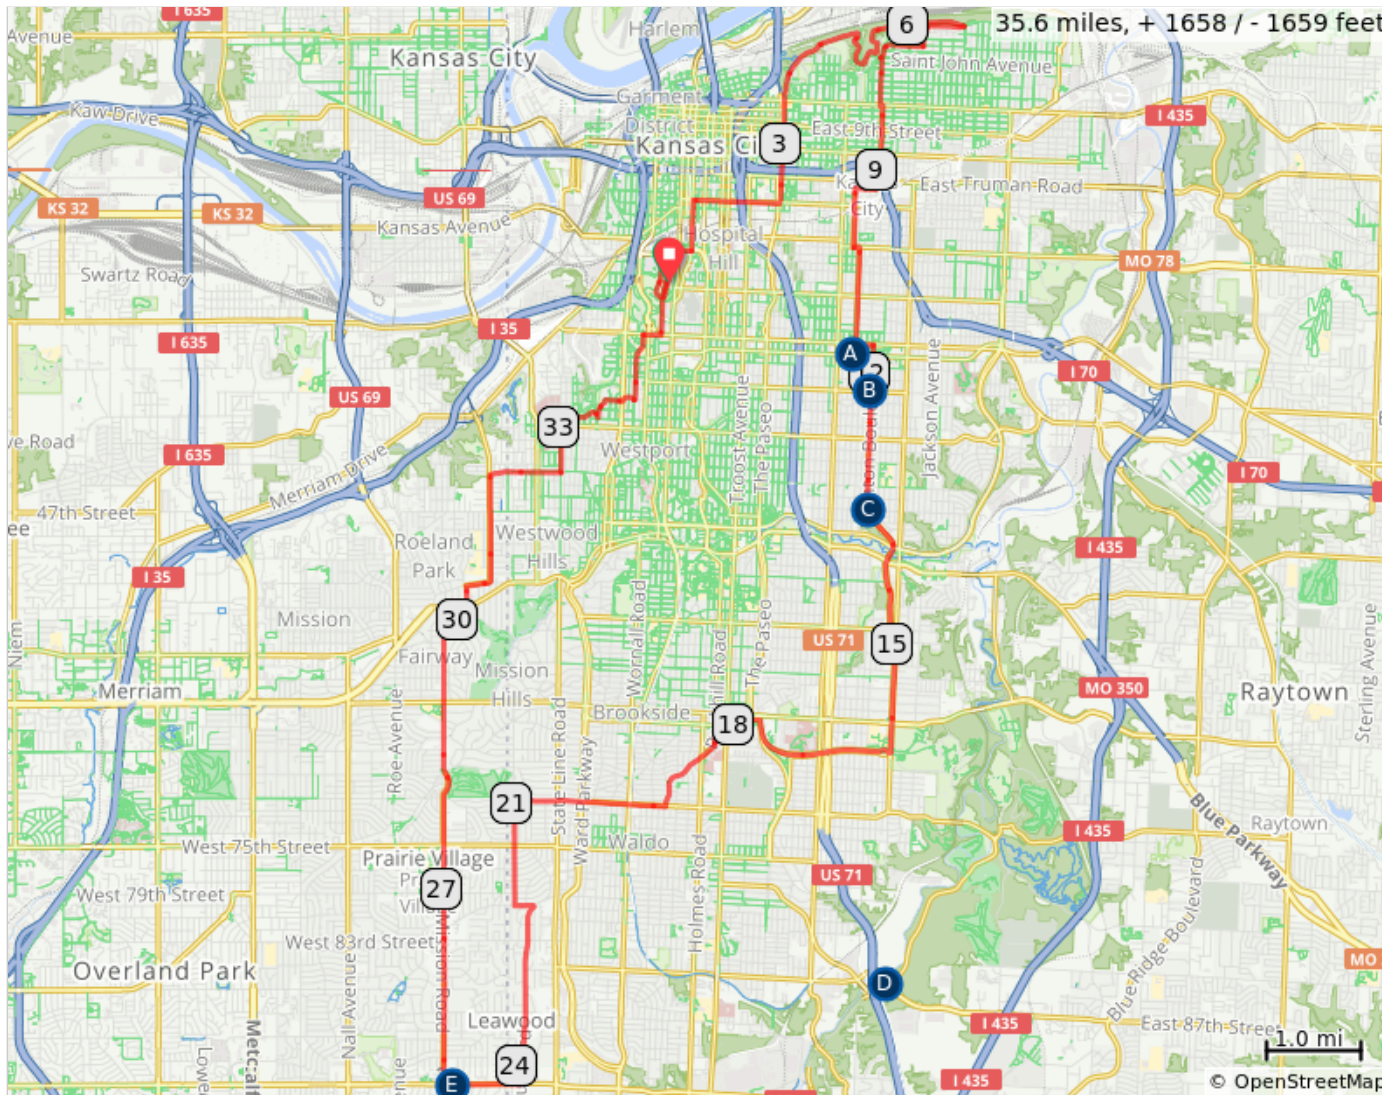 I 635
6
35.6 miles, + 1658 / - 1659 feet
Avenue
Harlem
Kansas City
Saint John Avenue
Garment
District
Kaw Drive
I 435
3
East 9th Street
9
East Truman Road
City
US 69
KS 32
KS 32
Kansas Avenue
Hospital
Hill
MO 78
Swartz Road
I 35
I 635
A
I 70
B
US 69
Jackson Avenue
Troost Avenue
The Paseo
33
Westport
I 635
Merriam Drive
I 70
47th Street
C
Westwood
Hills
Roeland
Park
I 435
I 35
Mission
30
Wornall Road
The Paseo
US 71
15
Fairway
Mission
Hills
Merriam
MO 350
Raytown
Sterling Avenue
Roe Avenue
State Line Road
Brookside
18
Ward Parkway
21
I 435
Blue Parkway
Raytown
West 75th Street
Waldo
Prairie Village
US 71
27
West 79th Street
Holmes Road
Blue Ridge Boulevard
West 83rd Street
Mission Road
Overland Park
Nall Avenue
D
MO
Leawood
I 435
East 87th Street
1.0 mi
24
E
I 435
© OpenStreetMap